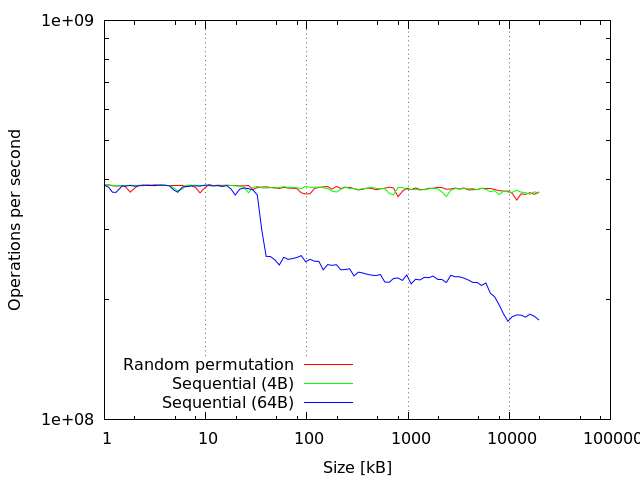 1e+09
Operations per second
Random permutation
Sequential (4B)
Sequential (64B)
1e+08
1 10 100 1000 10000 100000
Size [kB]